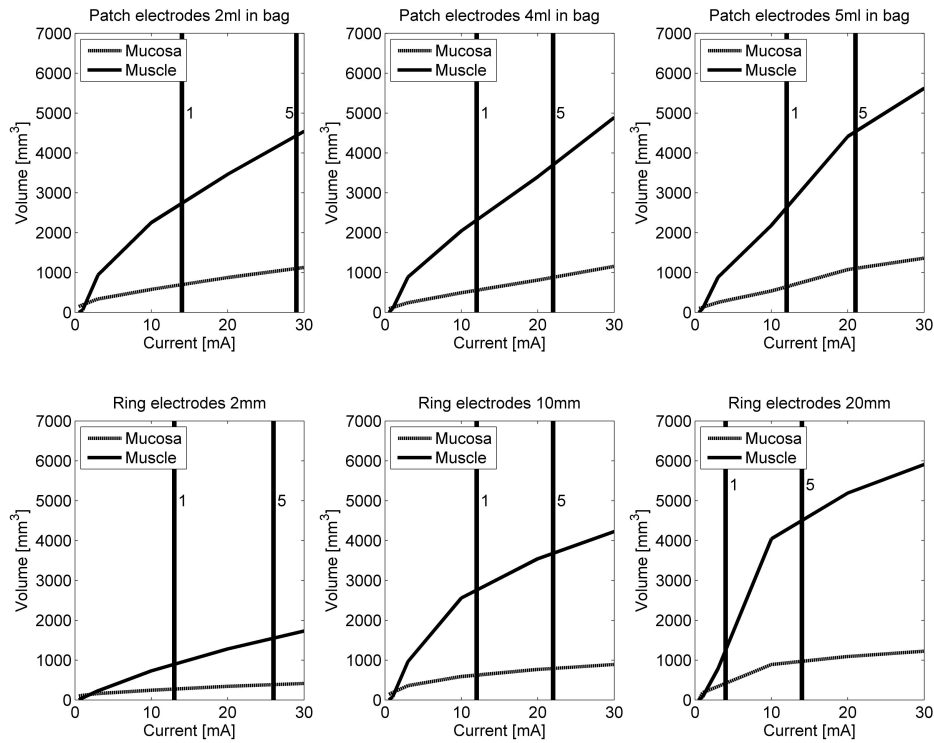 Patch electrodes 2ml in bag
Patch electrodes 4ml in bag
Patch electrodes 5ml in bag
7000
6000
5000
4000
3000
2000
1000
0
Volume [mm³]
Mucosa
Muscle
1
5
0
10
20
30
Current [mA]
7000
6000
5000
4000
3000
2000
1000
0
Volume [mm³]
Mucosa
Muscle
1
5
0
10
20
30
Current [mA]
7000
6000
5000
4000
3000
2000
1000
0
Volume [mm³]
Mucosa
Muscle
1
5
0
10
20
30
Current [mA]
Ring electrodes 2mm
Ring electrodes 10mm
Ring electrodes 20mm
7000
6000
5000
4000
3000
2000
1000
0
Volume [mm³]
Mucosa
Muscle
1
5
0
10
20
30
Current [mA]
7000
6000
5000
4000
3000
2000
1000
0
Volume [mm³]
Mucosa
Muscle
1
5
0
10
20
30
Current [mA]
7000
6000
5000
4000
3000
2000
1000
0
Volume [mm³]
Mucosa
Muscle
1
5
0
10
20
30
Current [mA]